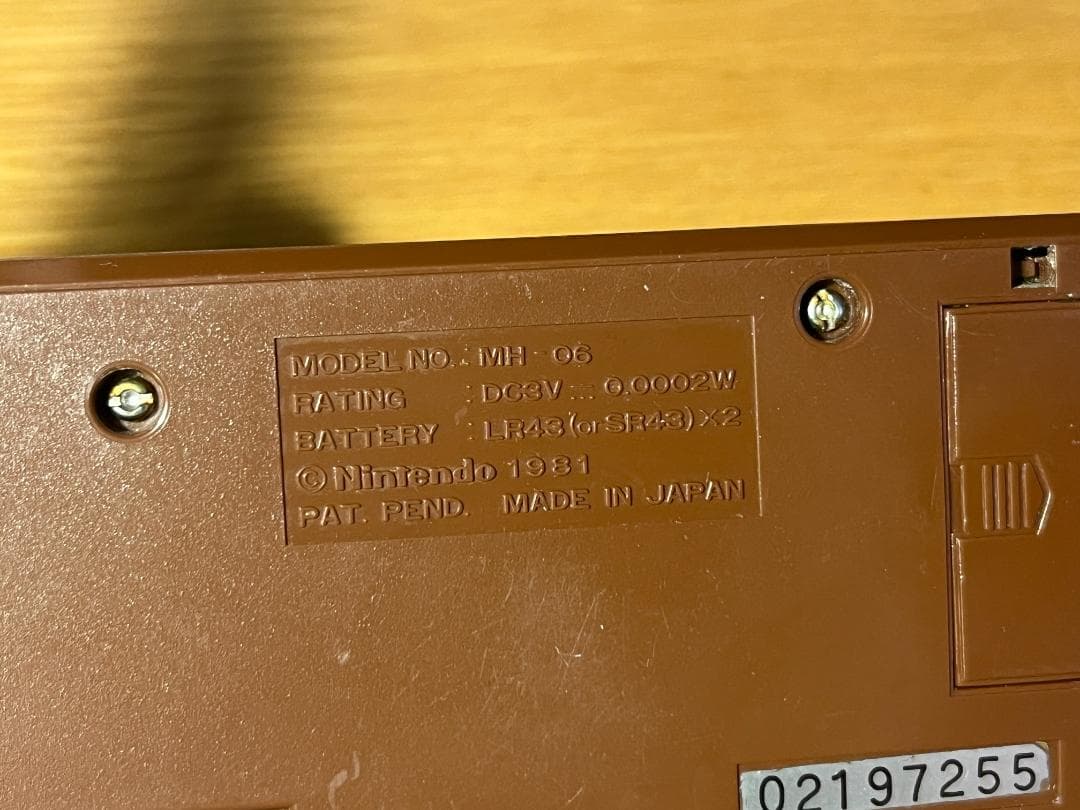 MODEL NO. : MH-06
RATING : DC3V ⎓ 0.0002W
BATTERY : LR43 (or SR43) X2
© Nintendo 1981
PAT. PEND. MADE IN JAPAN
02197255